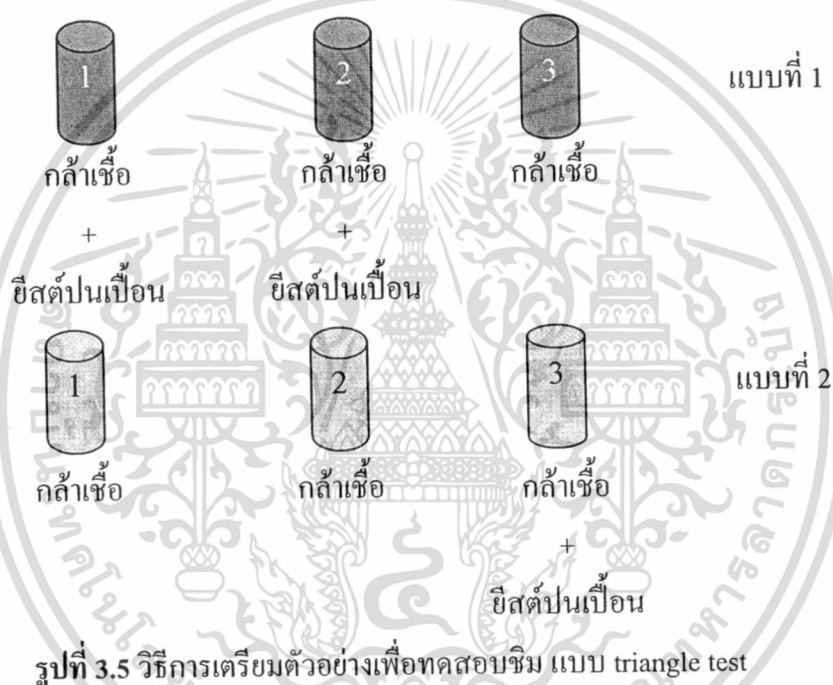 1 2 3 แบบที่ 1
กล้าเชื้อ กล้าเชื้อ กล้าเชื้อ
+ +
ยีสต์ปนเปื้อน ยีสต์ปนเปื้อน
1 2 3 แบบที่ 2
กล้าเชื้อ กล้าเชื้อ กล้าเชื้อ
+
ยีสต์ปนเปื้อน
รูปที่ 3.5 วิธีการเตรียมตัวอย่างเพื่อทดสอบชิม แบบ triangle test